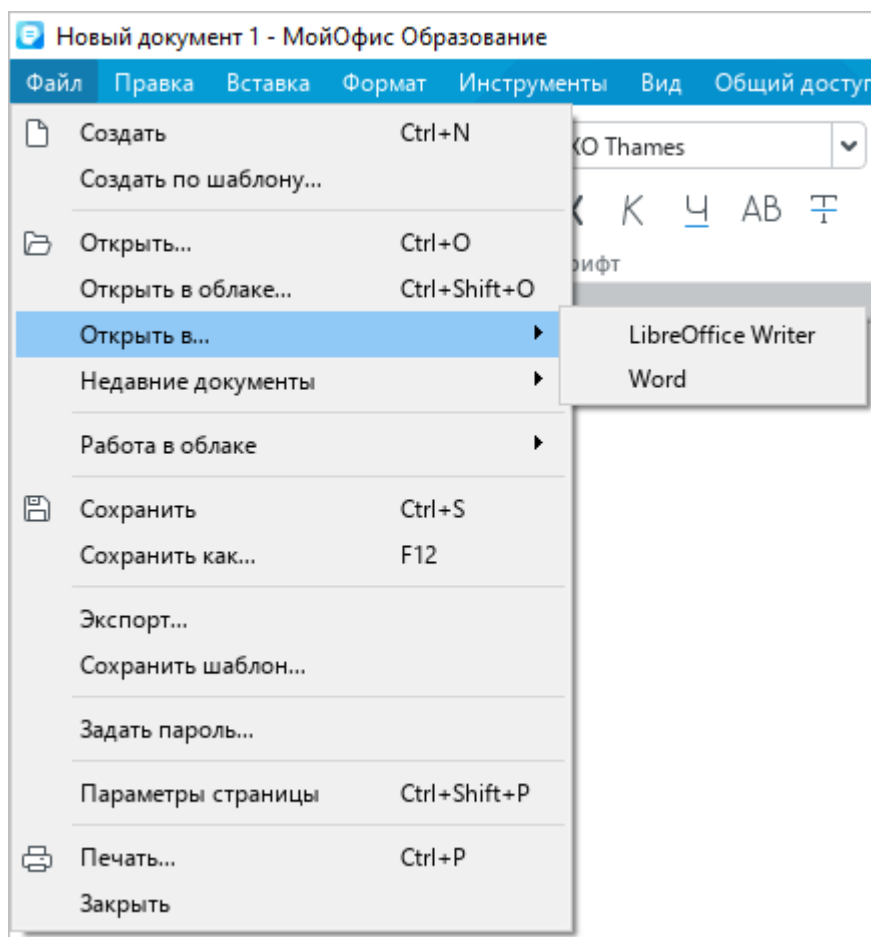 Новый документ 1 - МойОфис Образование
Файл Правка Вставка Формат Инструменты Вид Общий доступ
Создать Ctrl+N
XO Thames
Создать по шаблону...
К Ч АВ Т
Открыть... Ctrl+O
Открыть в облаке... Ctrl+Shift+O
Открыть в...
LibreOffice Writer
Недавние документы
Word
Работа в облаке
Сохранить Ctrl+S
Сохранить как... F12
Экспорт...
Сохранить шаблон...
Задать пароль...
Параметры страницы Ctrl+Shift+P
Печать... Ctrl+P
Закрыть